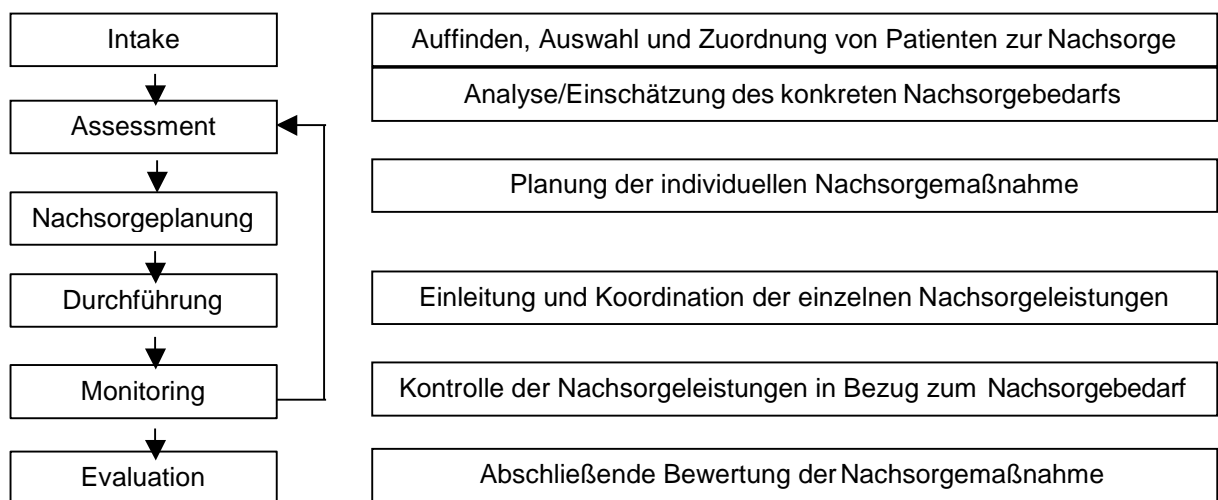 Intake
Auffinden, Auswahl und Zuordnung von Patienten zur Nachsorge
Assessment
Analyse/Einschätzung des konkreten Nachsorgebedarfs
Nachsorgeplanung
Planung der individuellen Nachsorgemaßnahme
Durchführung
Einleitung und Koordination der einzelnen Nachsorgeleistungen
Monitoring
Kontrolle der Nachsorgeleistungen in Bezug zum Nachsorgebedarf
Evaluation
Abschließende Bewertung der Nachsorgemaßnahme